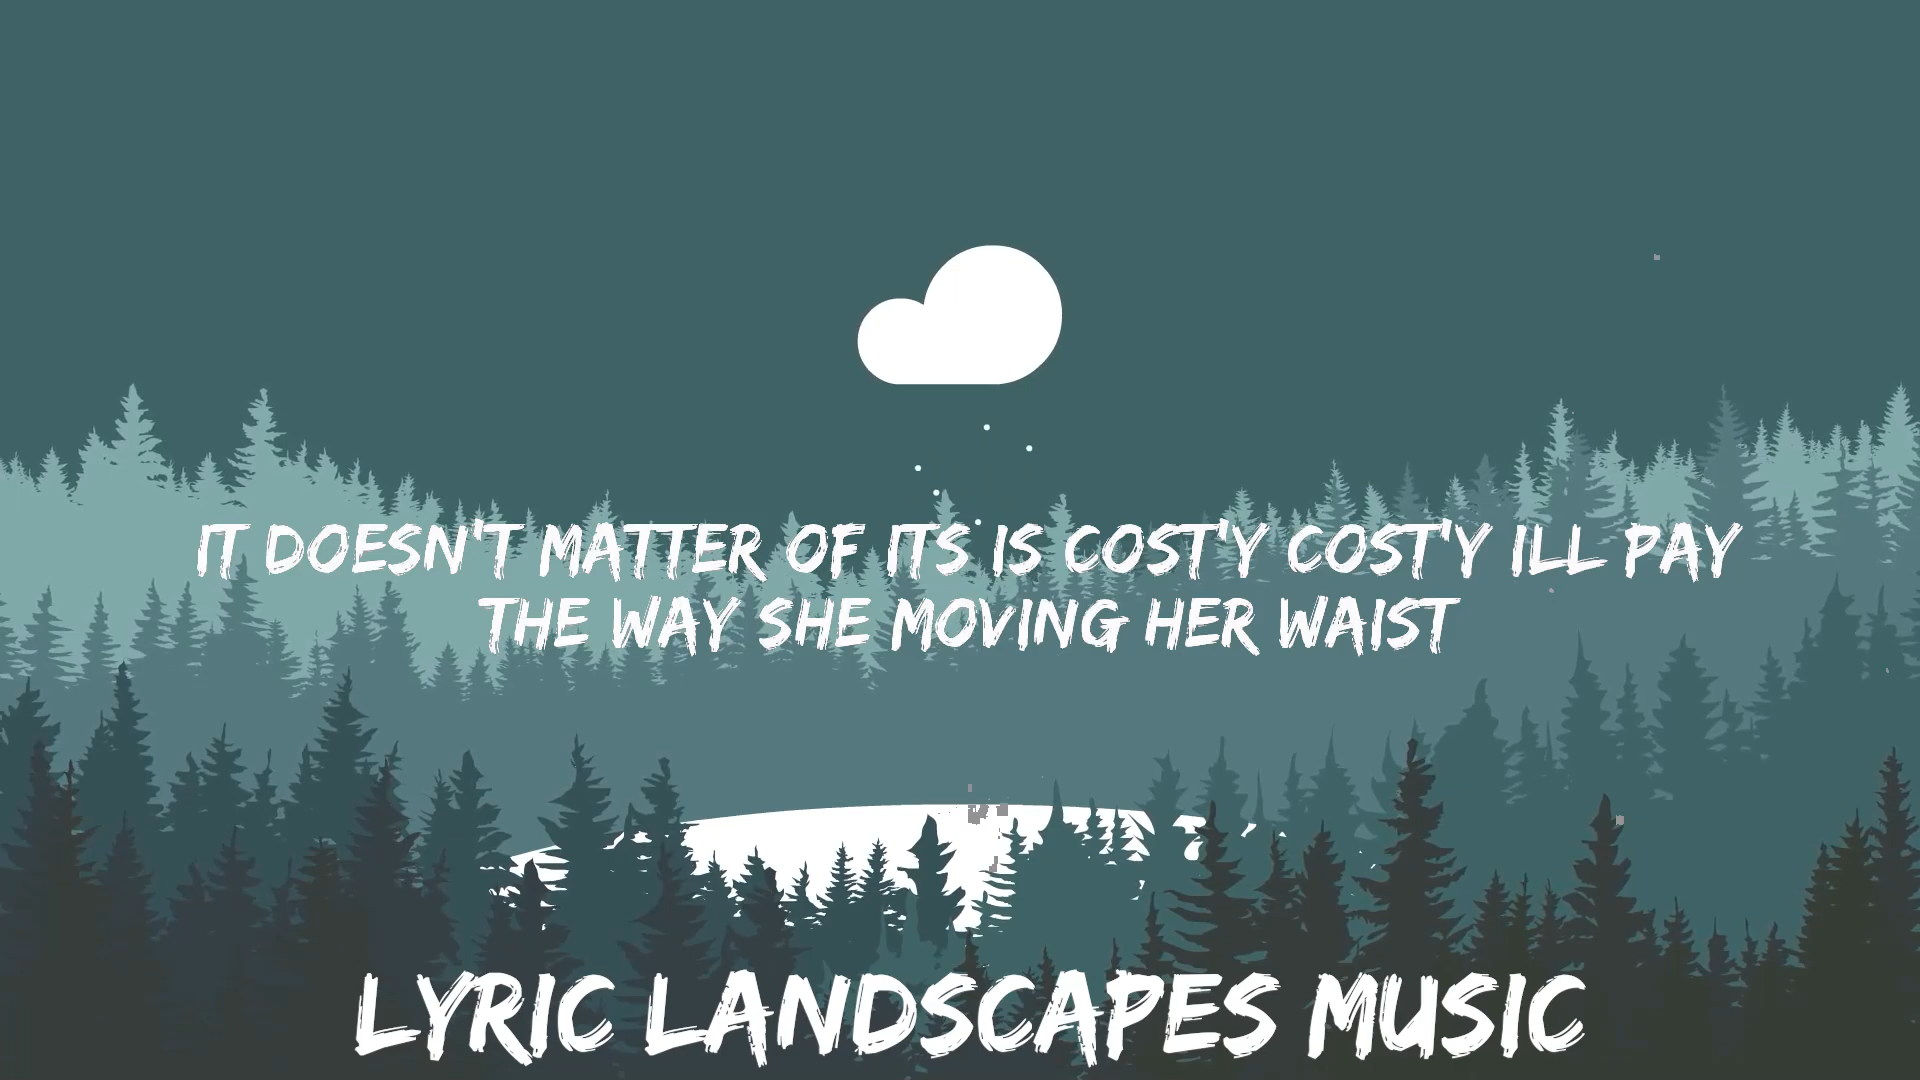 IT DOESN'T MATTER OF ITS IS COST'Y COST'Y ILL PAY
THE WAY SHE MOVING HER WAIST
LYRIC LANDSCAPES MUSIC